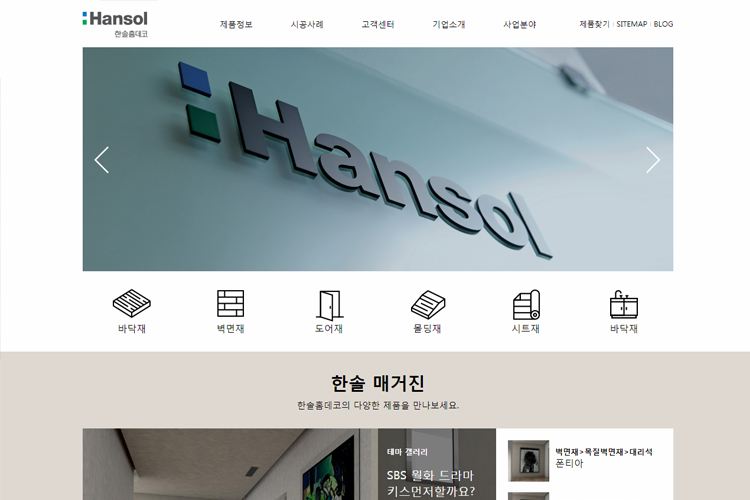 Hansol
한솔홈데코
제품정보 시공사례 고객센터 기업소개 사업분야 제품찾기 | SITEMAP | BLOG
Hansol
바닥재 벽면재 도어재 몰딩재 시트재 바닥재
한솔 매거진
한솔홈데코의 다양한 제품을 만나보세요.
테마 갤러리
SBS 월화 드라마
키스먼저할까요?
벽면재>목질벽면재>대리석
폰티아